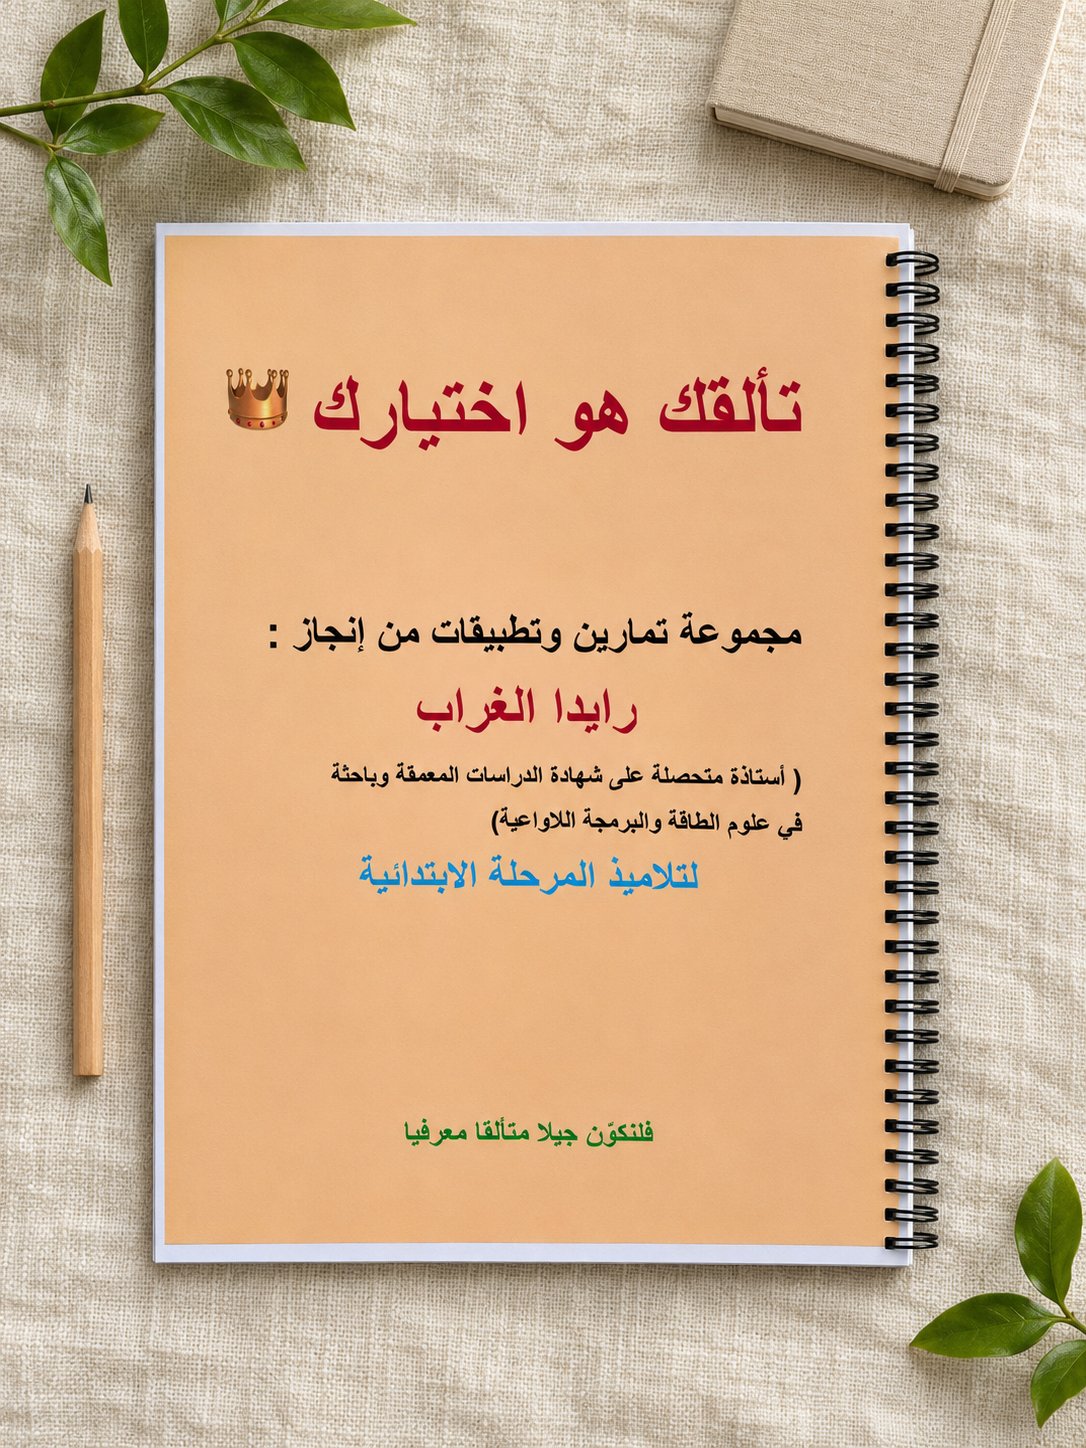 تألقك هو اختيارك
مجموعة تمارين وتطبيقات من إنجاز :
رايدا الغراب
( أستاذة متحصلة على شهادة الدراسات المعمقة وباحثة
في علوم الطاقة والبرمجة اللاواعية)
لتلاميذ المرحلة الابتدائية
فلنكوّن جيلا متألقا معرفيا